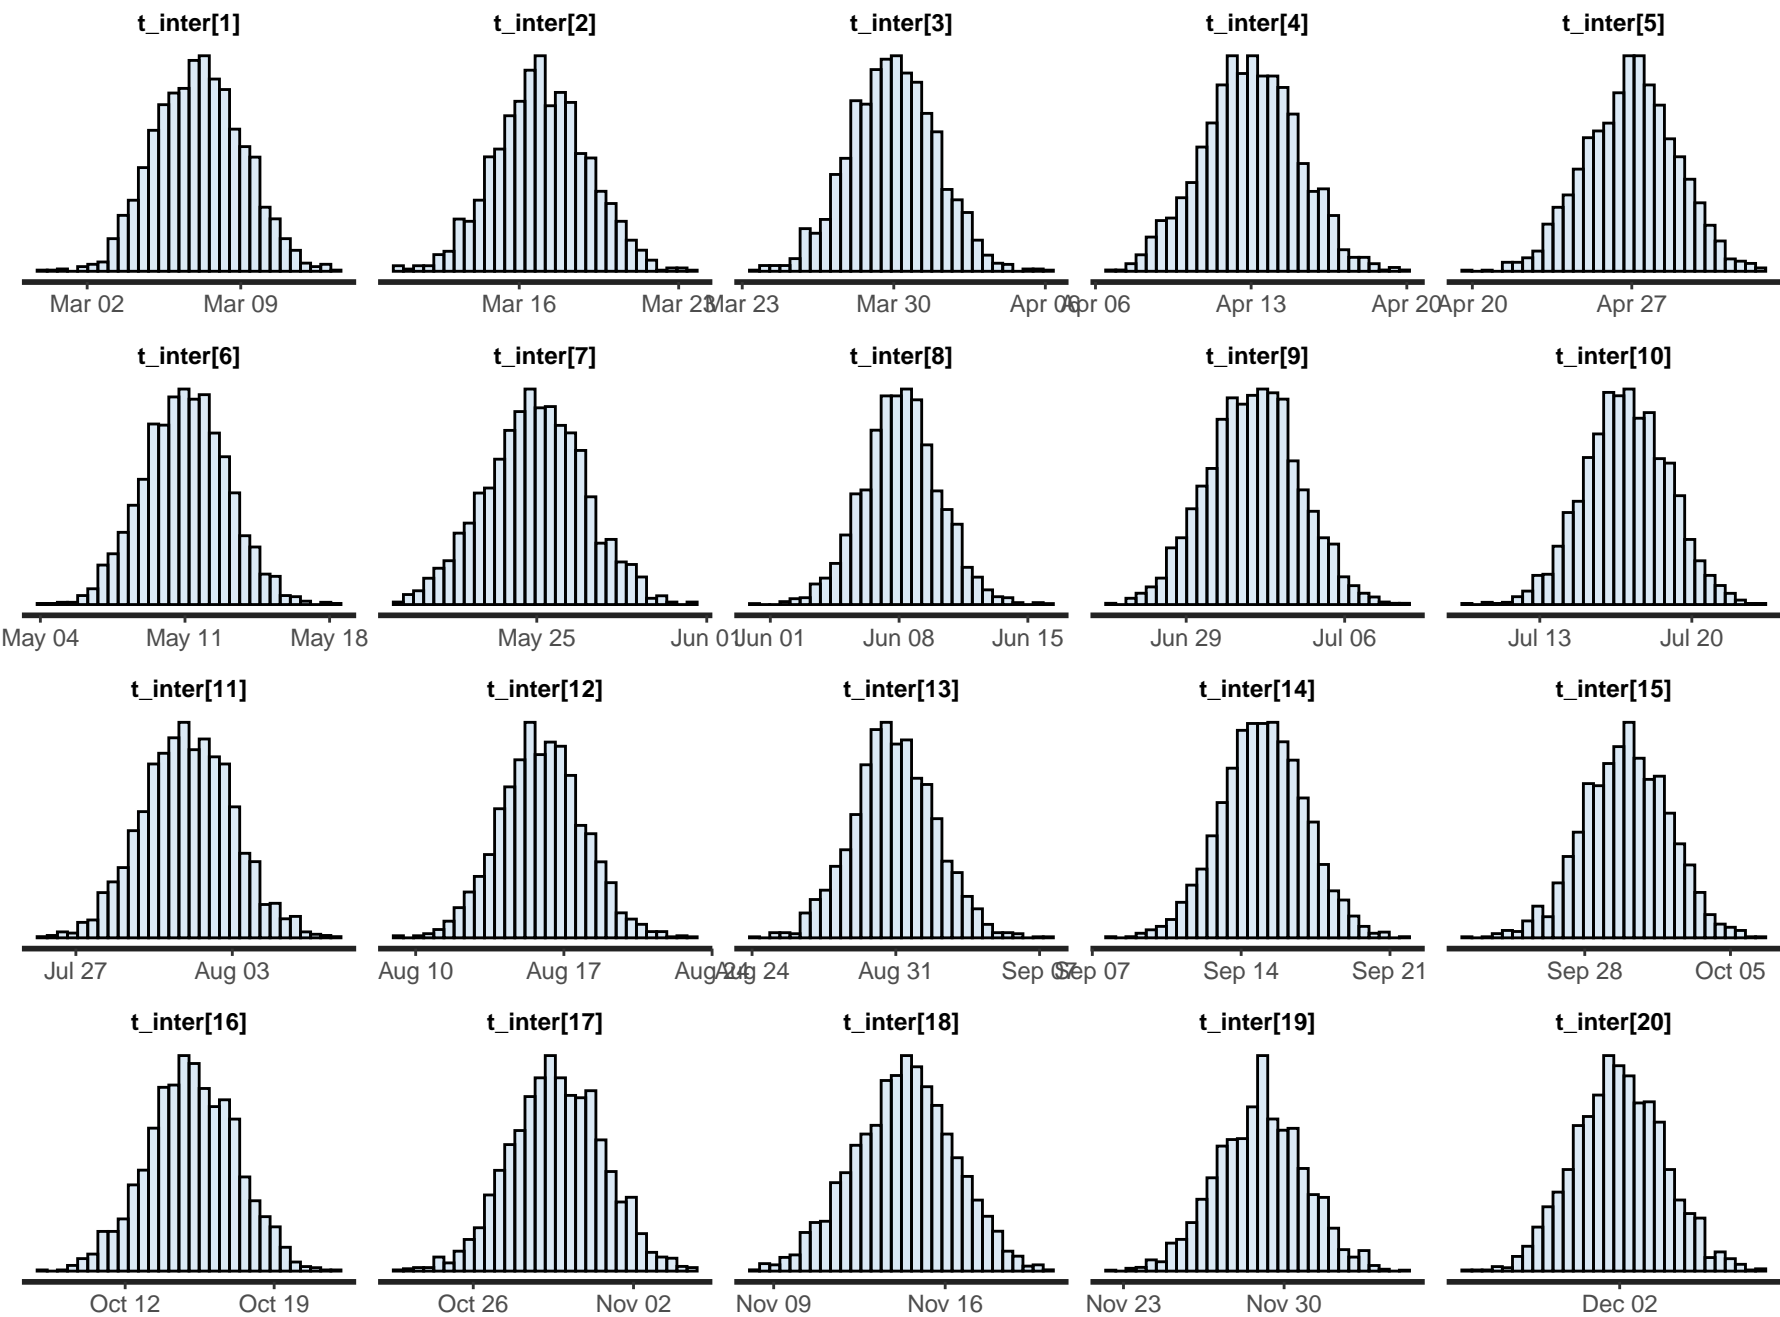 t_inter[1] t_inter[2] t_inter[3] t_inter[4] t_inter[5]
Mar 02 Mar 09 Mar 16 Mar 23 Mar 23 Mar 30 Apr 06 Apr 06 Apr 13 Apr 20 Apr 20 Apr 27
t_inter[6] t_inter[7] t_inter[8] t_inter[9] t_inter[10]
May 04 May 11 May 18 May 25 Jun 01 Jun 01 Jun 08 Jun 15 Jun 29 Jul 06 Jul 13 Jul 20
t_inter[11] t_inter[12] t_inter[13] t_inter[14] t_inter[15]
Jul 27 Aug 03 Aug 10 Aug 17 Aug 24 Aug 24 Aug 31 Sep 07 Sep 07 Sep 14 Sep 21 Sep 28 Oct 05
t_inter[16] t_inter[17] t_inter[18] t_inter[19] t_inter[20]
Oct 12 Oct 19 Oct 26 Nov 02 Nov 09 Nov 16 Nov 23 Nov 30 Dec 02